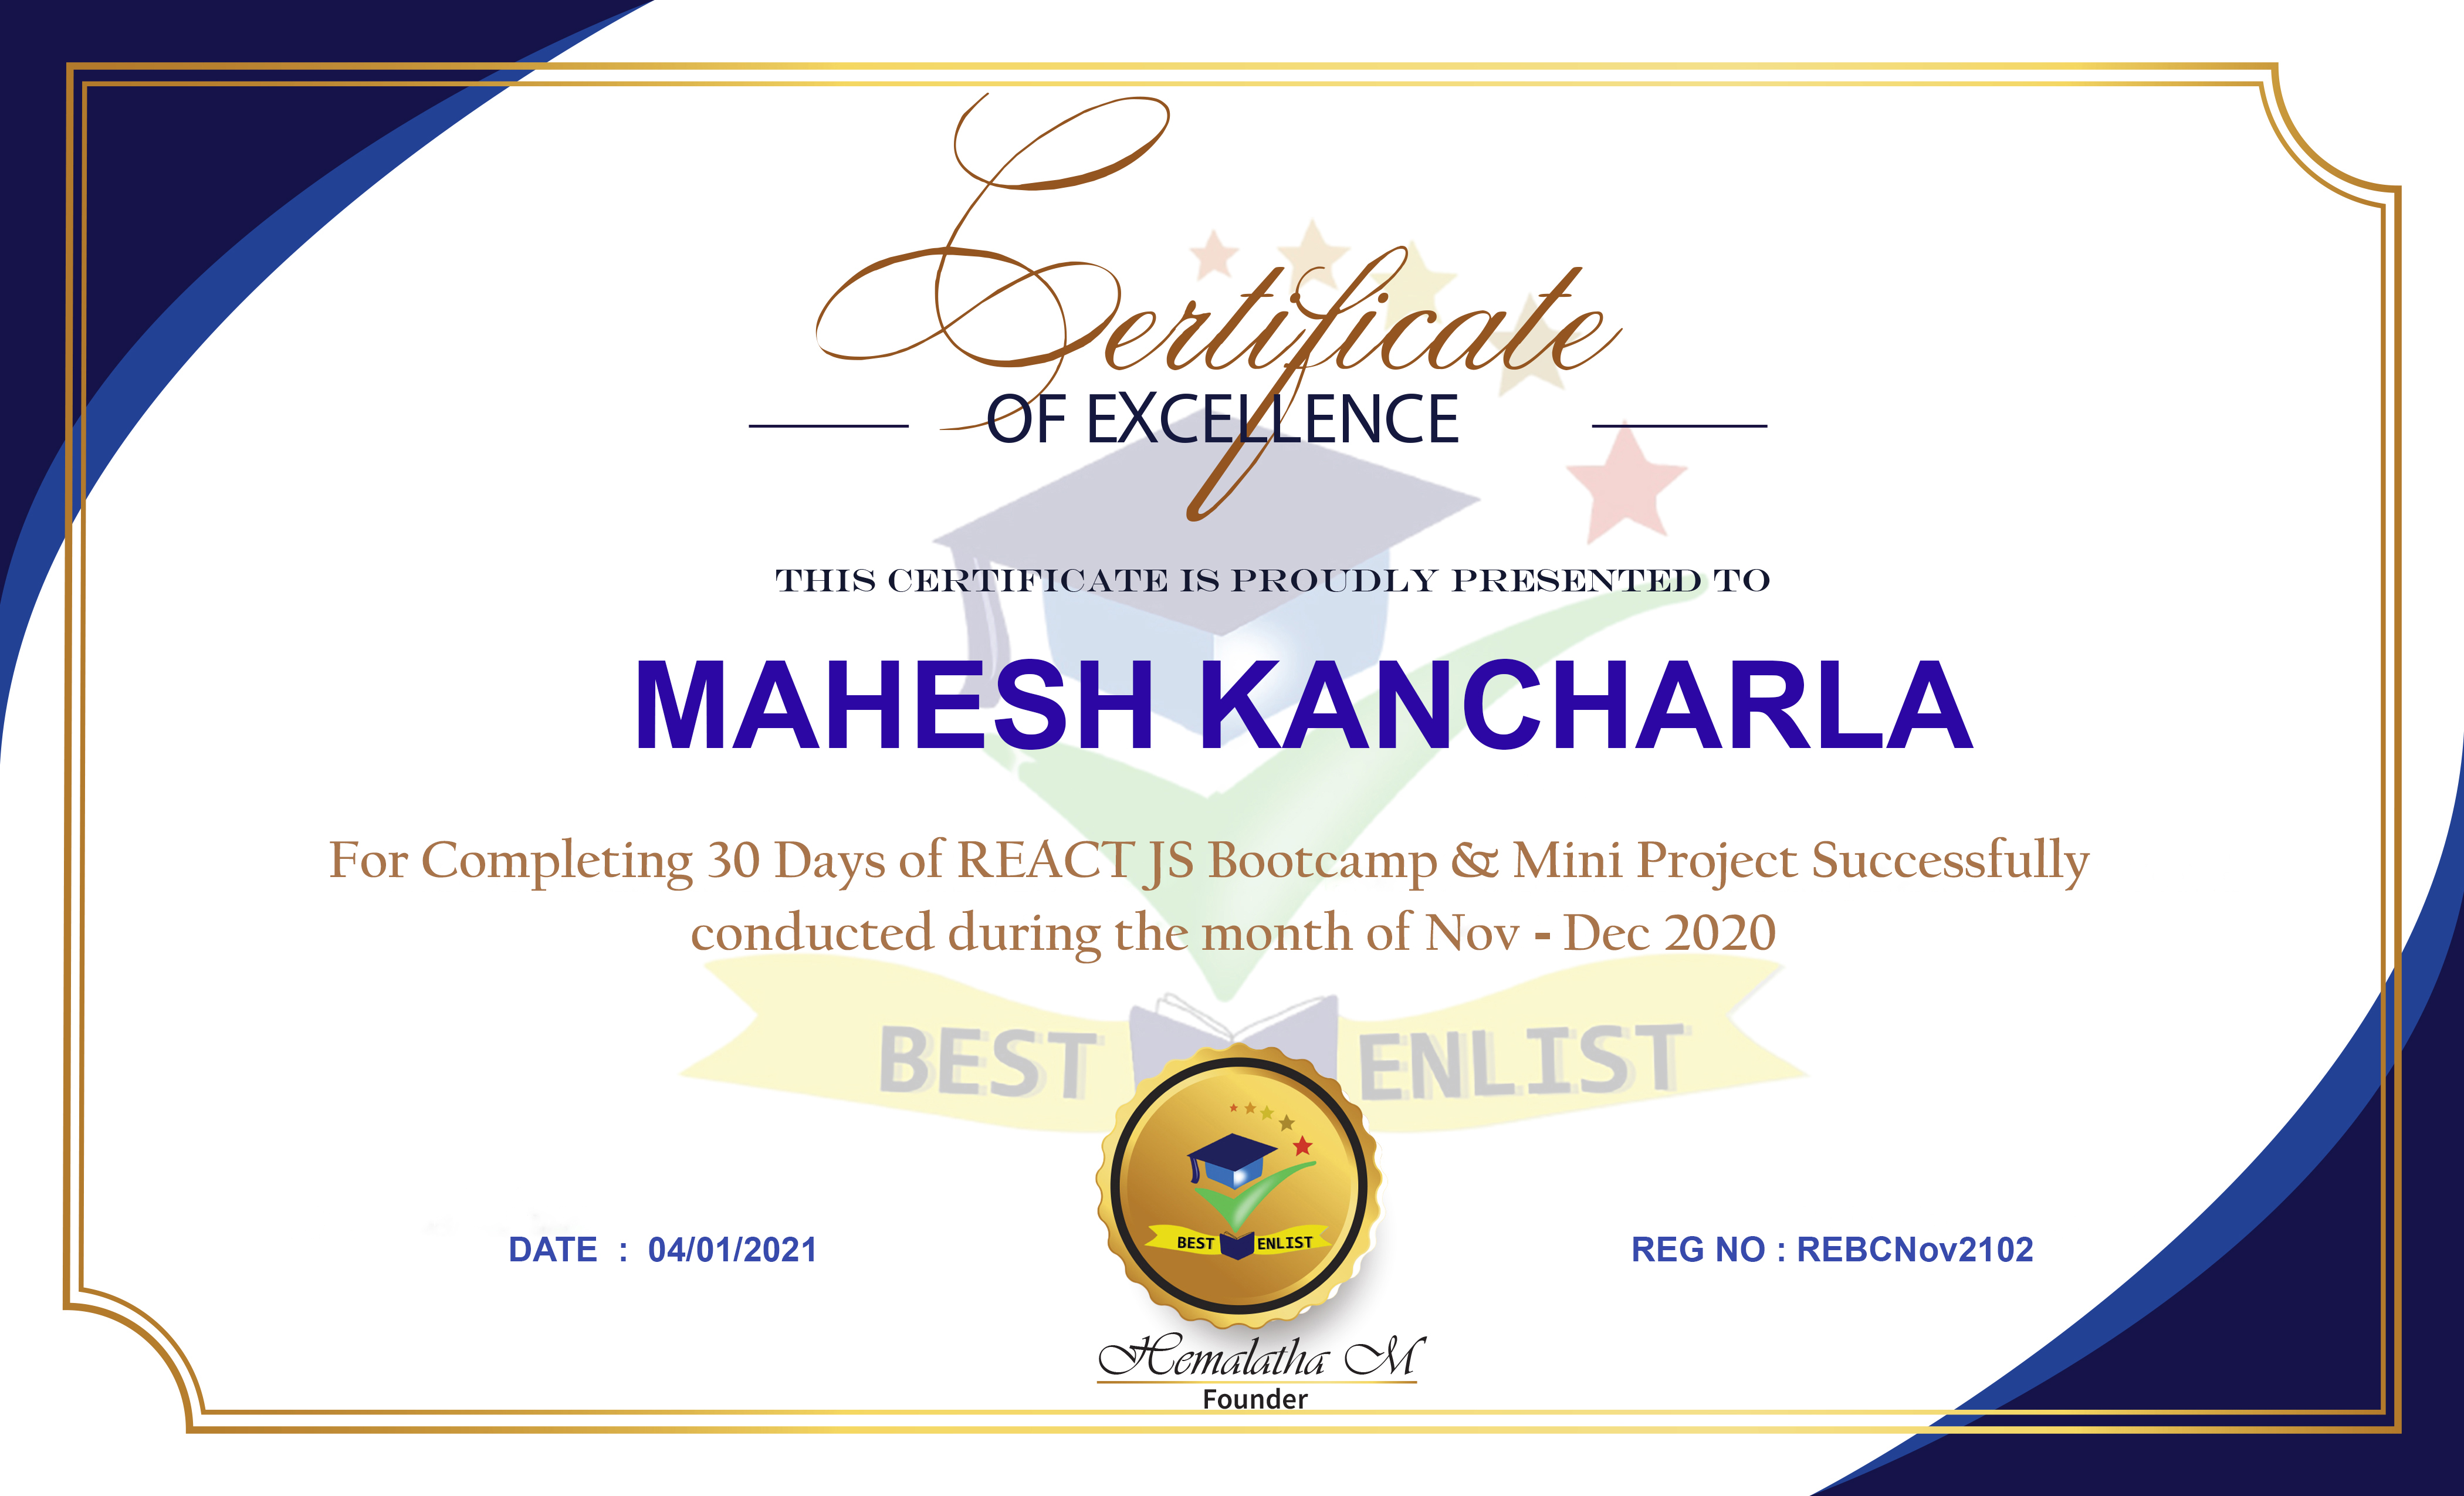 Certificate
OF EXCELLENCE
THIS CERTIFICATE IS PROUDLY PRESENTED TO
MAHESH KANCHARLA
For Completing 30 Days of REACT JS Bootcamp & Mini Project Successfully
conducted during the month of Nov - Dec 2020
BEST ENLIST
BEST ENLIST
DATE : 04/01/2021
REG NO : REBCNov2102
Hemalatha M
Founder